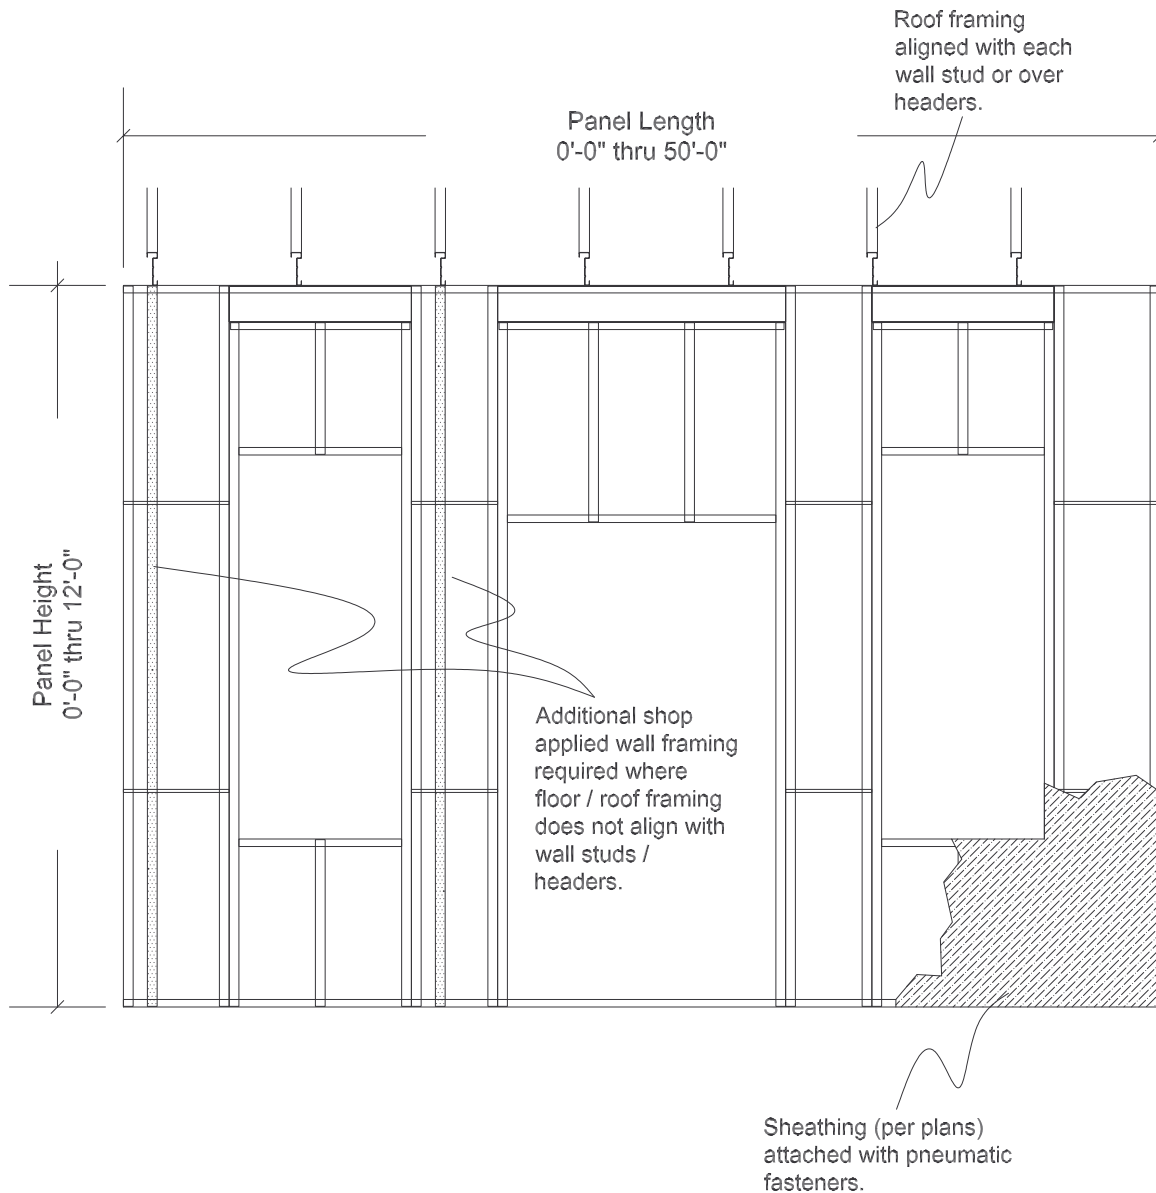 Roof framing
aligned with each
wall stud or over
headers.
Panel Length
0'-0" thru 50'-0"
Panel Height
0'-0" thru 12'-0"
Additional shop
applied wall framing
required where
floor / roof framing
does not align with
wall studs /
headers.
Sheathing (per plans)
attached with pneumatic
fasteners.